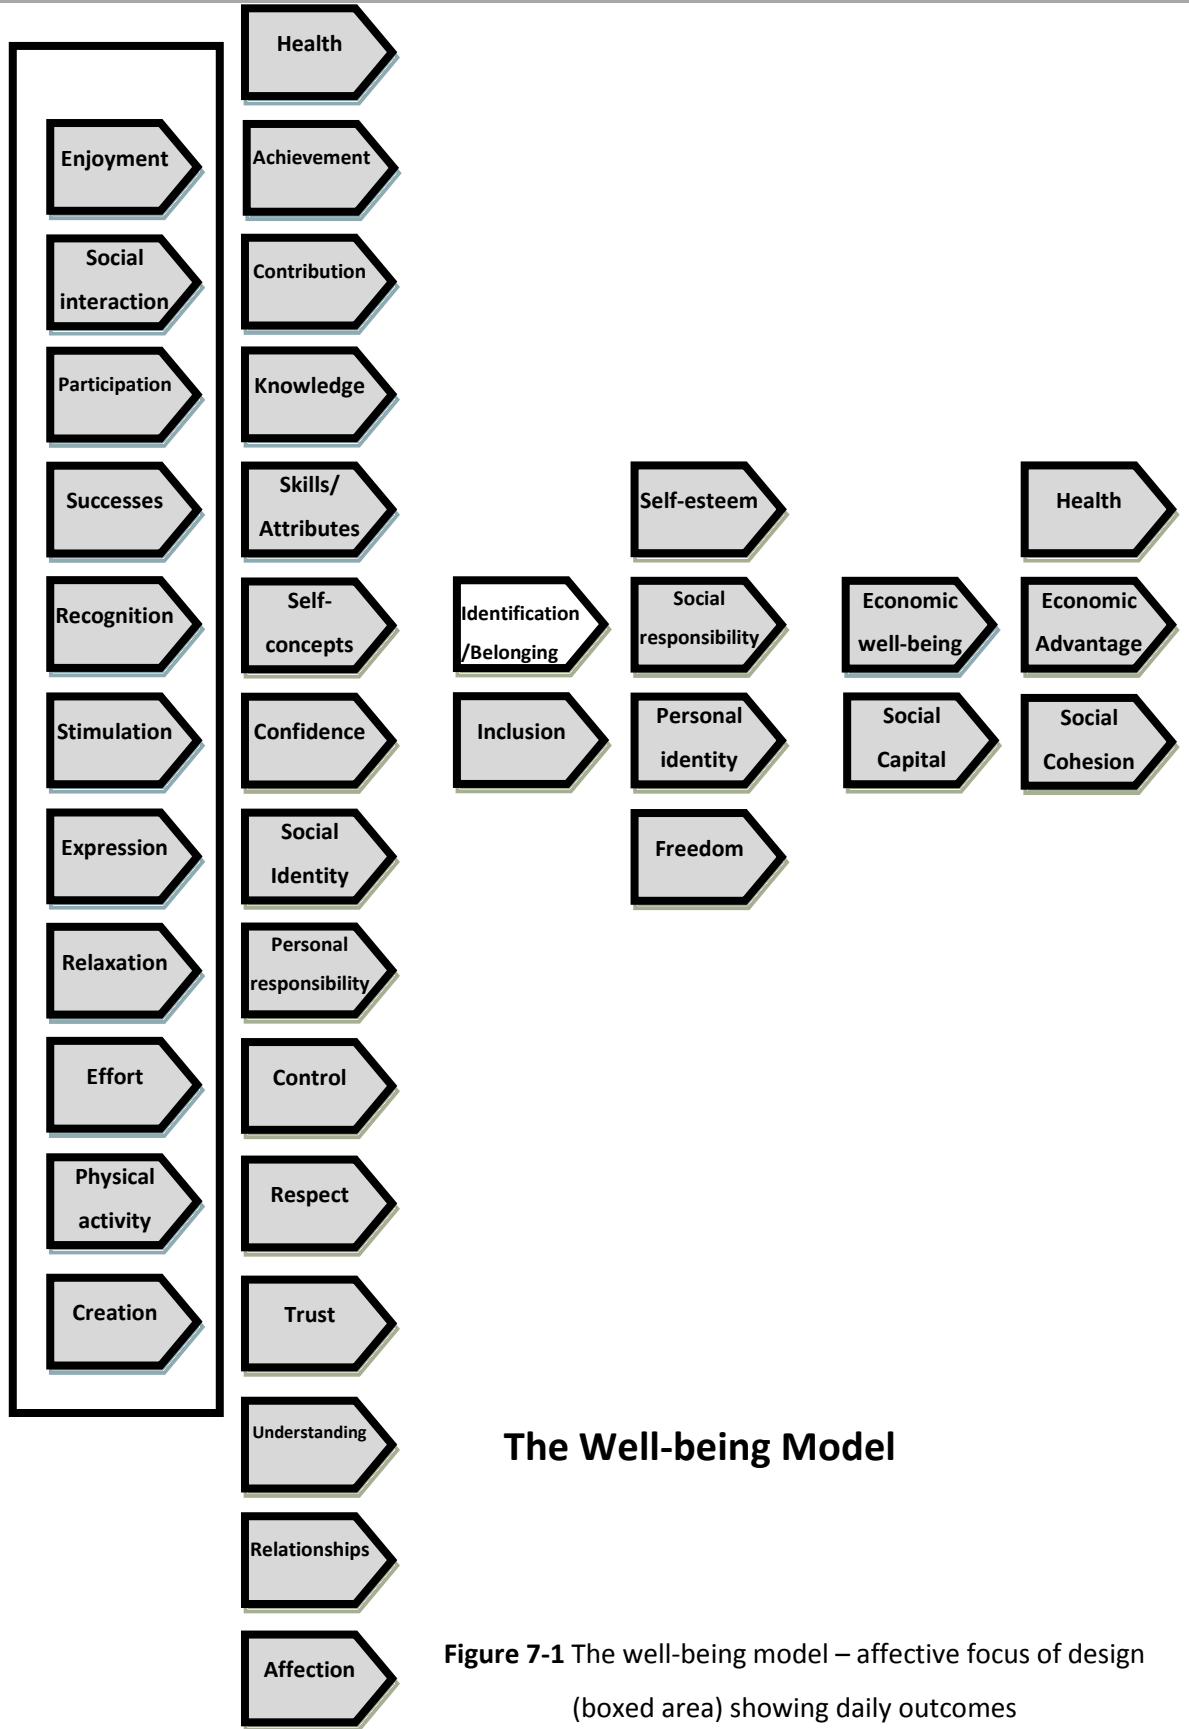 Enjoyment
Social
interaction
Participation
Successes
Recognition
Stimulation
Expression
Relaxation
Effort
Physical
activity
Creation
Health
Achievement
Contribution
Knowledge
Skills/
Attributes
Self-
concepts
Confidence
Social
Identity
Personal
responsibility
Control
Respect
Trust
Understanding
Relationships
Affection
Identification
/Belonging
Inclusion
Self-esteem
Social
responsibility
Personal
identity
Freedom
Economic
well-being
Social
Capital
Health
Economic
Advantage
Social
Cohesion
The Well-being Model
Figure 7-1 The well-being model – affective focus of design
(boxed area) showing daily outcomes